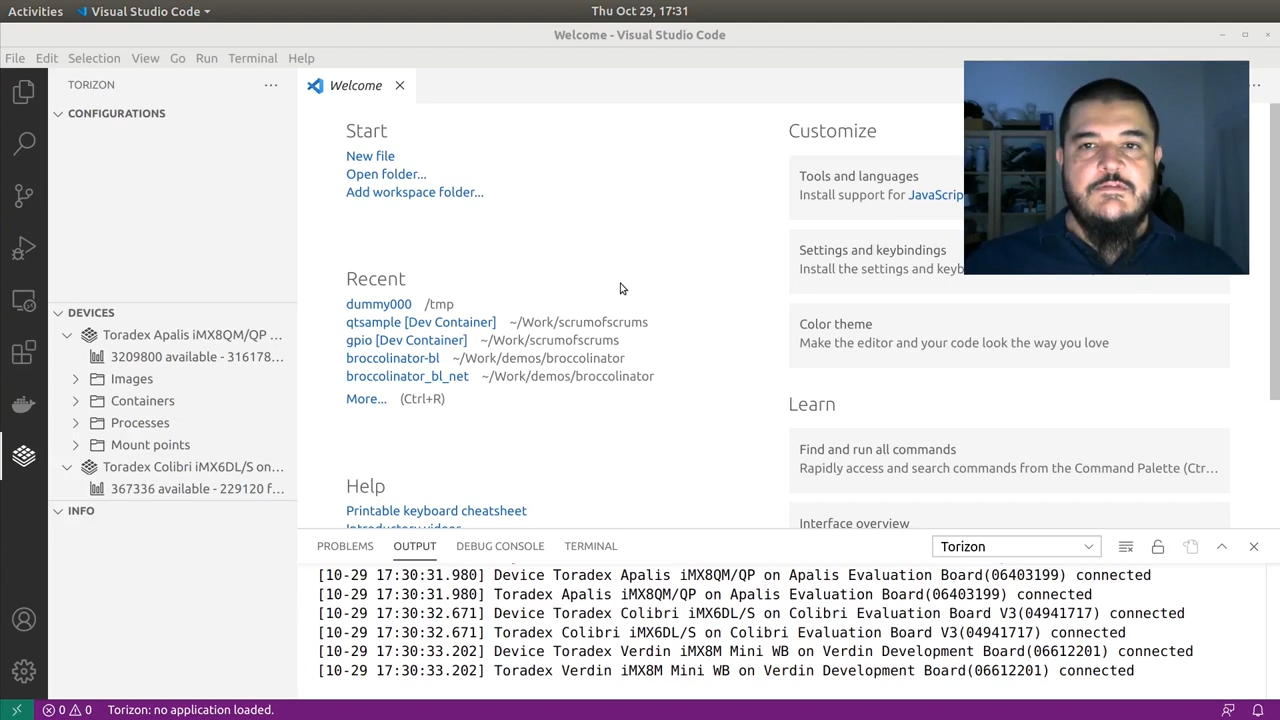 Activities
Visual Studio Code
Thu Oct 29, 17:31
Welcome - Visual Studio Code
File Edit Selection View Go Run Terminal Help
TORIZON
CONFIGURATIONS
DEVICES
Toradex Apalis iMX8QM/QP ...
3209800 available - 316178...
Images
Containers
Processes
Mount points
Toradex Colibri iMX6DL/S on...
367336 available - 229120 f...
INFO
Welcome
Start
New file
Open folder...
Add workspace folder...
Recent
dummy000 /tmp
qtsample [Dev Container] ~/Work/scrumofscrums
gpio [Dev Container] ~/Work/scrumofscrums
broccolinator-bl ~/Work/demos/broccolinator
broccolinator_bl_net ~/Work/demos/broccolinator
More... (Ctrl+R)
Help
Printable keyboard cheatsheet
Introductory videos
Customize
Tools and languages
Install support for JavaScrip
Settings and keybindings
Install the settings and keyb
Color theme
Make the editor and your code look the way you love
Learn
Find and run all commands
Rapidly access and search commands from the Command Palette (Ctr...
Interface overview
PROBLEMS OUTPUT DEBUG CONSOLE TERMINAL
Torizon
[10-29 17:30:31.980] Device Toradex Apalis iMX8QM/QP on Apalis Evaluation Board(06403199) connected
[10-29 17:30:31.980] Toradex Apalis iMX8QM/QP on Apalis Evaluation Board(06403199) connected
[10-29 17:30:32.671] Device Toradex Colibri iMX6DL/S on Colibri Evaluation Board V3(04941717) connected
[10-29 17:30:32.671] Toradex Colibri iMX6DL/S on Colibri Evaluation Board V3(04941717) connected
[10-29 17:30:33.202] Device Toradex Verdin iMX8M Mini WB on Verdin Development Board(06612201) connected
[10-29 17:30:33.202] Toradex Verdin iMX8M Mini WB on Verdin Development Board(06612201) connected
0 0 Torizon: no application loaded.